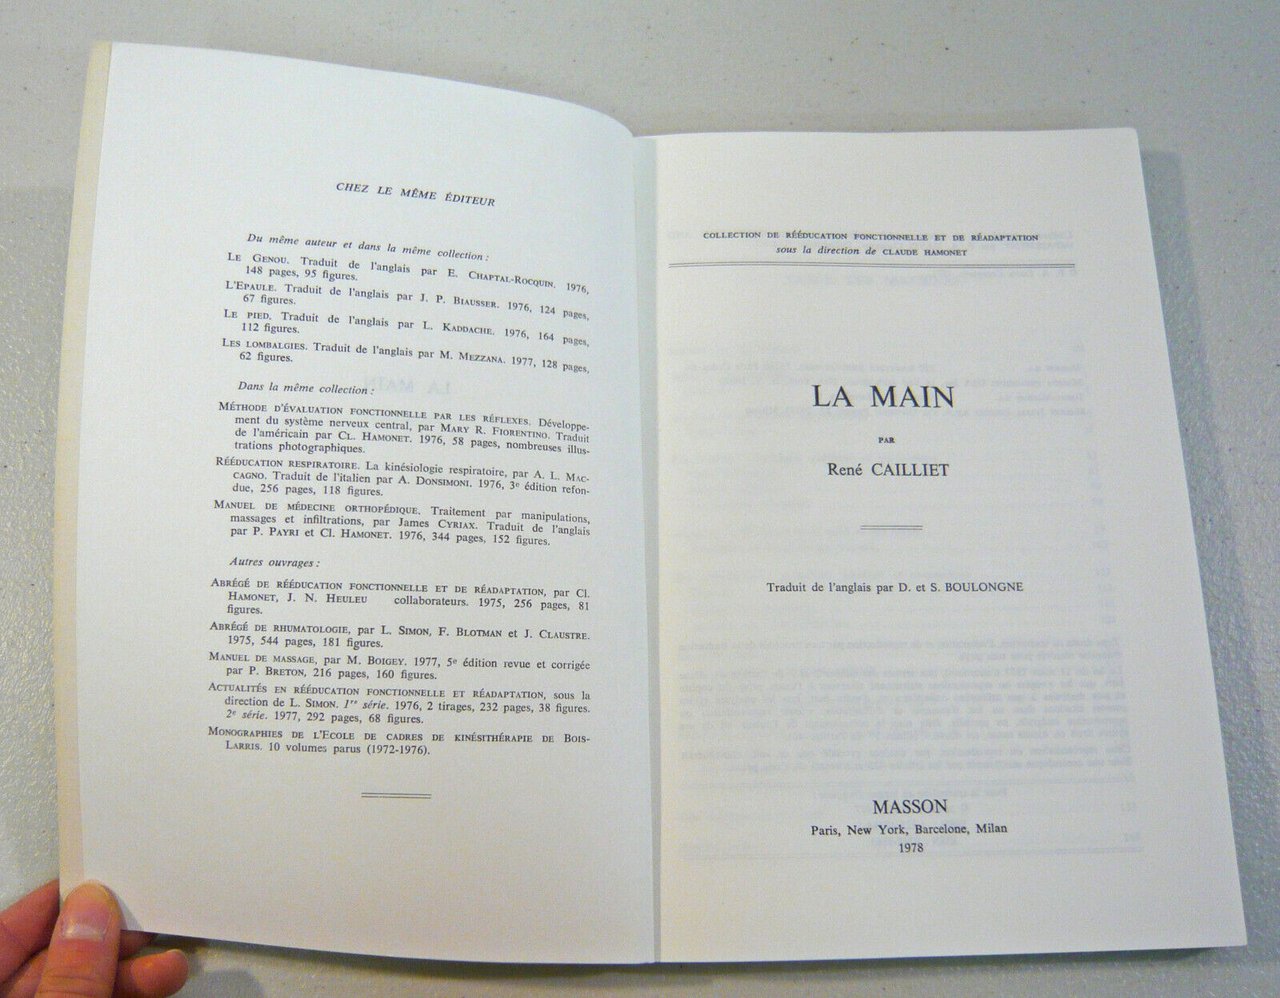 CHEZ LE MÊME ÉDITEUR
Du même auteur et dans la même collection :
LE GENOU. Traduit de l'anglais par E. CHAPTAL-ROCQUIN. 1976,
148 pages, 95 figures.
L'EPAULE. Traduit de l'anglais par J. P. BIAUSSER. 1976, 124 pages,
67 figures.
LE PIED. Traduit de l'anglais par L. KADDACHE. 1976, 164 pages,
112 figures.
LES LOMBALGIES. Traduit de l'anglais par M. MEZZANA. 1977, 128 pages,
62 figures.
Dans la même collection :
MÉTHODE D'ÉVALUATION FONCTIONNELLE PAR LES RÉFLEXES. Développe-
ment du système nerveux central, par MARY R. FIORENTINO. Traduit
de l'américain par CL. HAMONET. 1976, 58 pages, nombreuses illus-
trations photographiques.
RÉÉDUCATION RESPIRATOIRE. La kinésiologie respiratoire, par A. L. MAC-
CAGNO. Traduit de l'italien par A. DONSIMONI. 1976, 3e édition refon-
due, 256 pages, 118 figures.
MANUEL DE MÉDECINE ORTHOPÉDIQUE. Traitement par manipulations,
massages et infiltrations, par James CYRIAX. Traduit de l'anglais
par P. PAYRI et Cl. HAMONET. 1976, 344 pages, 152 figures.
Autres ouvrages :
ABRÉGÉ DE RÉÉDUCATION FONCTIONNELLE ET DE RÉADAPTATION, par Cl.
HAMONET, J. N. HEULEU collaborateurs. 1975, 256 pages, 81
figures.
ABRÉGÉ DE RHUMATOLOGIE, par L. SIMON, F. BLOTMAN et J. CLAUSTRE.
1975, 544 pages, 181 figures.
MANUEL DE MASSAGE, par M. BOIGEY. 1977, 5e édition revue et corrigée
par P. BRETON, 216 pages, 160 figures.
ACTUALITÉS EN RÉÉDUCATION FONCTIONNELLE ET RÉADAPTATION, sous la
direction de L. SIMON. 1re série. 1976, 2 tirages, 232 pages, 38 figures.
2e série. 1977, 292 pages, 68 figures.
MONOGRAPHIES DE L'ECOLE DE CADRES DE KINÉSITHÉRAPIE DE BOIS-
LARRIS. 10 volumes parus (1972-1976).
COLLECTION DE RÉÉDUCATION FONCTIONNELLE ET DE RÉADAPTATION
sous la direction de CLAUDE HAMONET
LA MAIN
PAR
René CAILLIET
Traduit de l'anglais par D. et S. BOULONGNE
MASSON
Paris, New York, Barcelone, Milan
1978